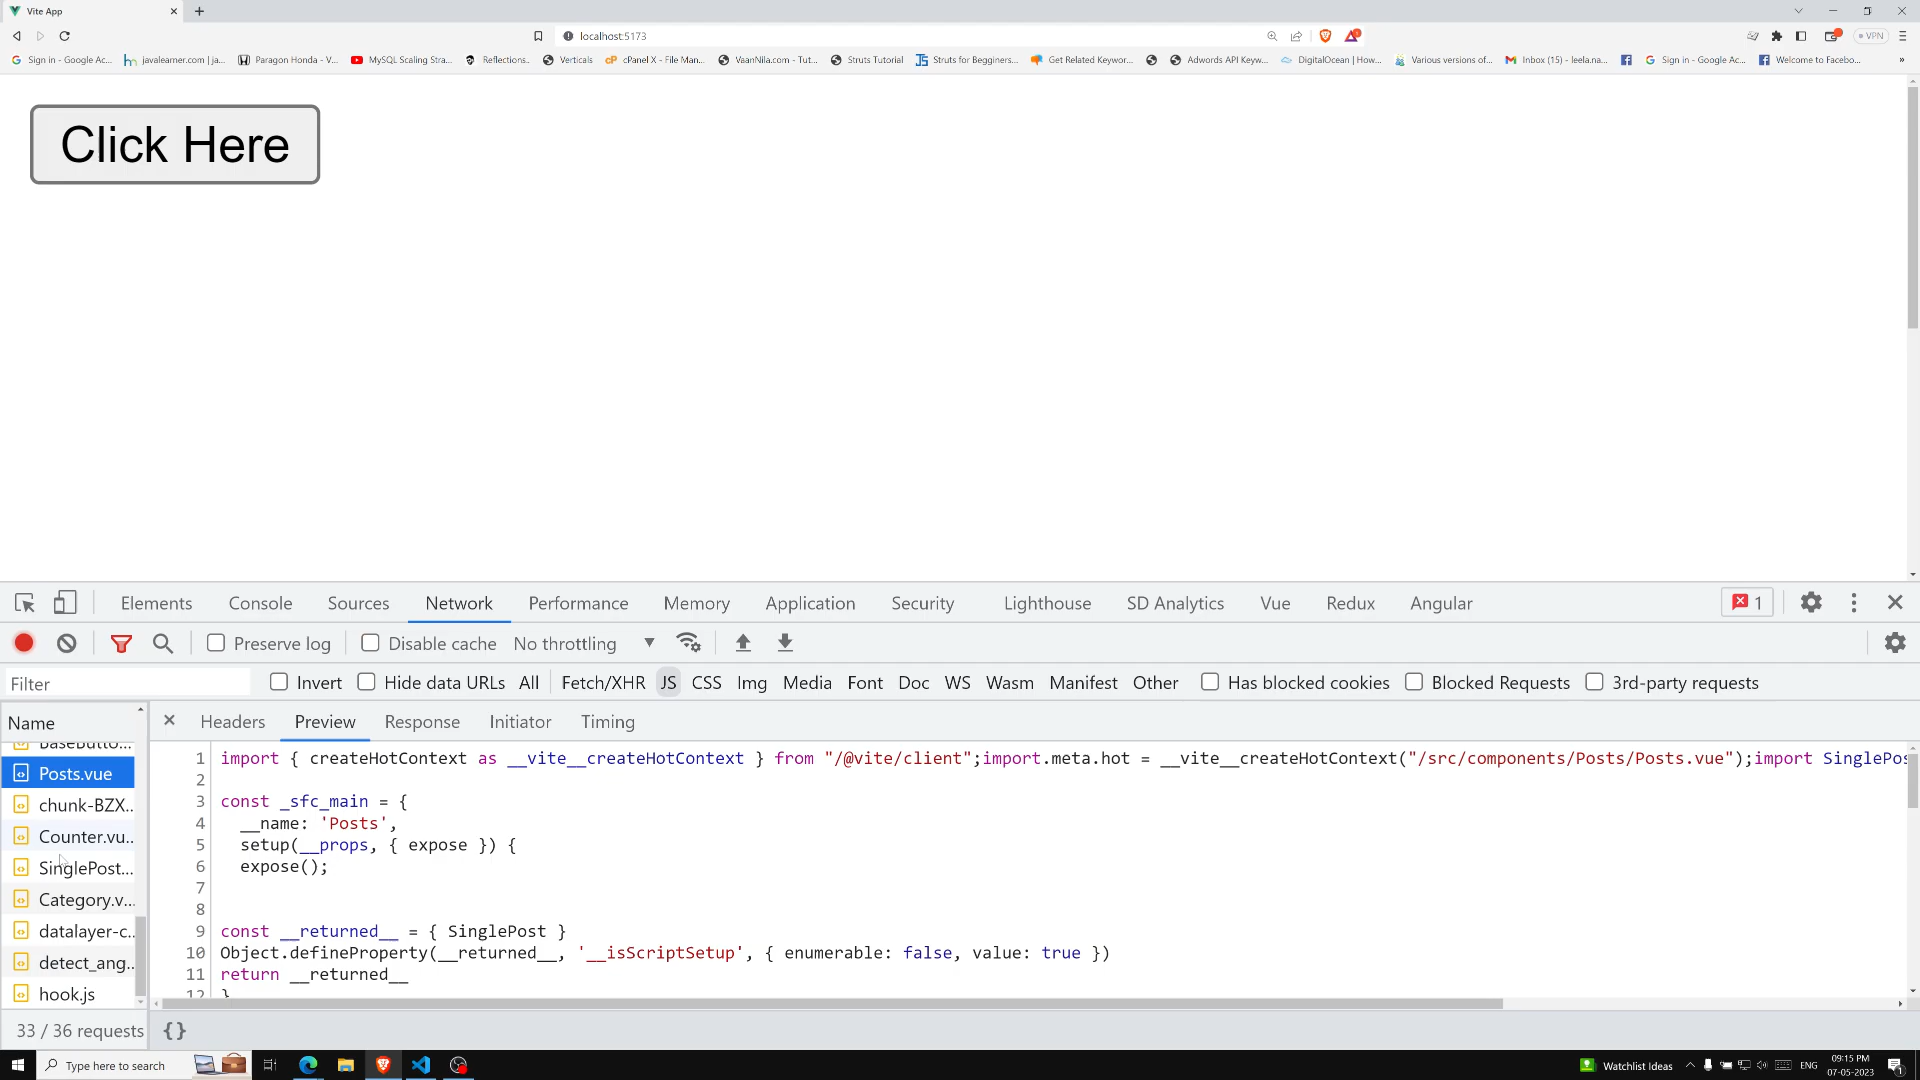 Vite App
localhost:5173
VPN
Sign in - Google Ac...
javalearner.com | ja...
Paragon Honda - V...
MySQL Scaling Stra...
Reflections..
Verticals
cPanel X - File Man...
VaanNila.com - Tut...
Struts Tutorial
Struts for Begginers...
Get Related Keywor...
Adwords API Keyw...
DigitalOcean | How...
Various versions of...
Inbox (15) - leela.na...
Sign in - Google Ac...
Welcome to Facebo...
Click Here
Elements
Console
Sources
Network
Performance
Memory
Application
Security
Lighthouse
SD Analytics
Vue
Redux
Angular
1
Preserve log
Disable cache
No throttling
Filter
Invert
Hide data URLs
All
Fetch/XHR
JS
CSS
Img
Media
Font
Doc
WS
Wasm
Manifest
Other
Has blocked cookies
Blocked Requests
3rd-party requests
Name
Headers
Preview
Response
Initiator
Timing
BaseButto...
Posts.vue
chunk-BZX...
Counter.vu...
SinglePost...
Category.v...
datalayer-c...
detect_ang...
hook.js
1 import { createHotContext as __vite__createHotContext } from "/@vite/client";import.meta.hot = __vite__createHotContext("/src/components/Posts/Posts.vue");import SinglePos
2
3 const _sfc_main = {
4 __name: 'Posts',
5 setup(__props, { expose }) {
6 expose();
7
8
9 const __returned__ = { SinglePost }
10 Object.defineProperty(__returned__, '__isScriptSetup', { enumerable: false, value: true })
11 return __returned__
12 }
33 / 36 requests
{}
Type here to search
Watchlist Ideas
ENG
09:15 PM
07-05-2023
1